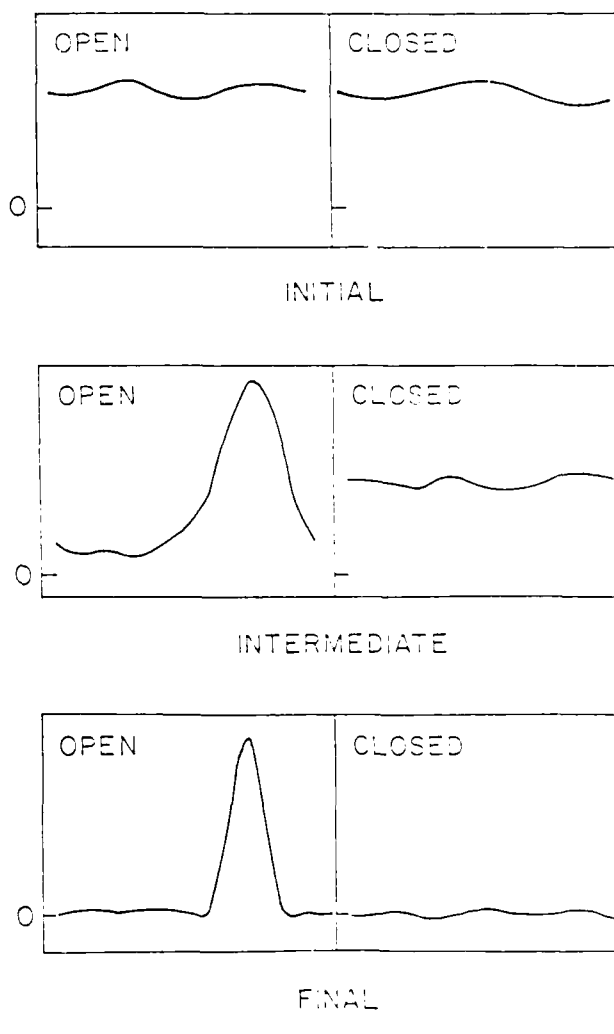 OPEN CLOSED
0
INITIAL
OPEN CLOSED
0
INTERMEDIATE
OPEN CLOSED
0
FINAL